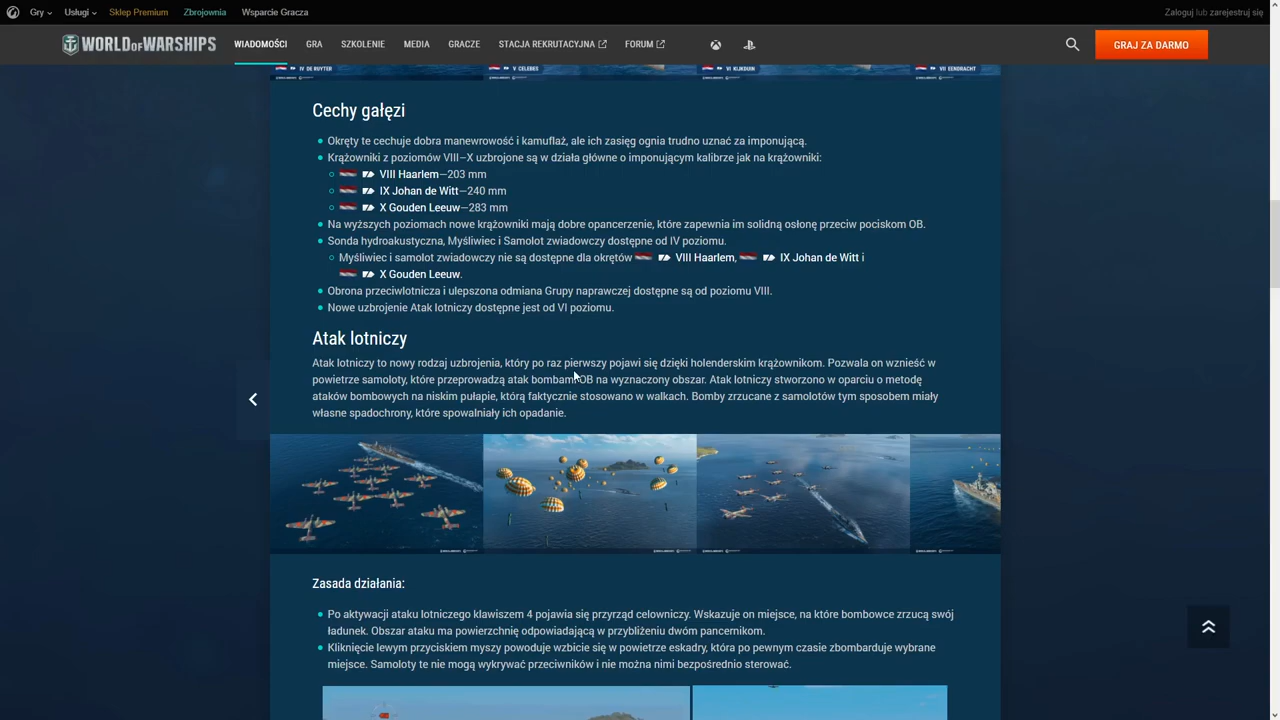 Gry Usługi Sklep Premium Zbrojownia Wsparcie Gracza Zaloguj lub zarejestruj się
WORLD OF WARSHIPS WIADOMOŚCI GRA SZKOLENIE MEDIA GRACZE STACJA REKRUTACYJNA FORUM GRAJ ZA DARMO
IV DE RUYTER V CELEBES VI KIJKDUIN VII EENDRACHT
Cechy gałęzi
Okręty te cechuje dobra manewrowość i kamuflaż, ale ich zasięg ognia trudno uznać za imponującą.
Krążowniki z poziomów VIII–X uzbrojone są w działa główne o imponującym kalibrze jak na krążowniki:
VIII Haarlem—203 mm
IX Johan de Witt—240 mm
X Gouden Leeuw—283 mm
Na wyższych poziomach nowe krążowniki mają dobre opancerzenie, które zapewnia im solidną osłonę przeciw pociskom OB.
Sonda hydroakustyczna, Myśliwiec i Samolot zwiadowczy dostępne od IV poziomu.
Myśliwiec i samolot zwiadowczy nie są dostępne dla okrętów VIII Haarlem, IX Johan de Witt i
X Gouden Leeuw.
Obrona przeciwlotnicza i ulepszona odmiana Grupy naprawczej dostępne są od poziomu VIII.
Nowe uzbrojenie Atak lotniczy dostępne jest od VI poziomu.
Atak lotniczy
Atak lotniczy to nowy rodzaj uzbrojenia, który po raz pierwszy pojawi się dzięki holenderskim krążownikom. Pozwala on wznieść w
powietrze samoloty, które przeprowadzą atak bombami OB na wyznaczony obszar. Atak lotniczy stworzono w oparciu o metodę
ataków bombowych na niskim pułapie, którą faktycznie stosowano w walkach. Bomby zrzucane z samolotów tym sposobem miały
własne spadochrony, które spowalniały ich opadanie.
Zasada działania:
Po aktywacji ataku lotniczego klawiszem 4 pojawia się przyrząd celowniczy. Wskazuje on miejsce, na które bombowce zrzucą swój
ładunek. Obszar ataku ma powierzchnię odpowiadającą w przybliżeniu dwóm pancernikom.
Kliknięcie lewym przyciskiem myszy powoduje wzbicie się w powietrze eskadry, która po pewnym czasie zbombarduje wybrane
miejsce. Samoloty te nie mogą wykrywać przeciwników i nie można nimi bezpośrednio sterować.